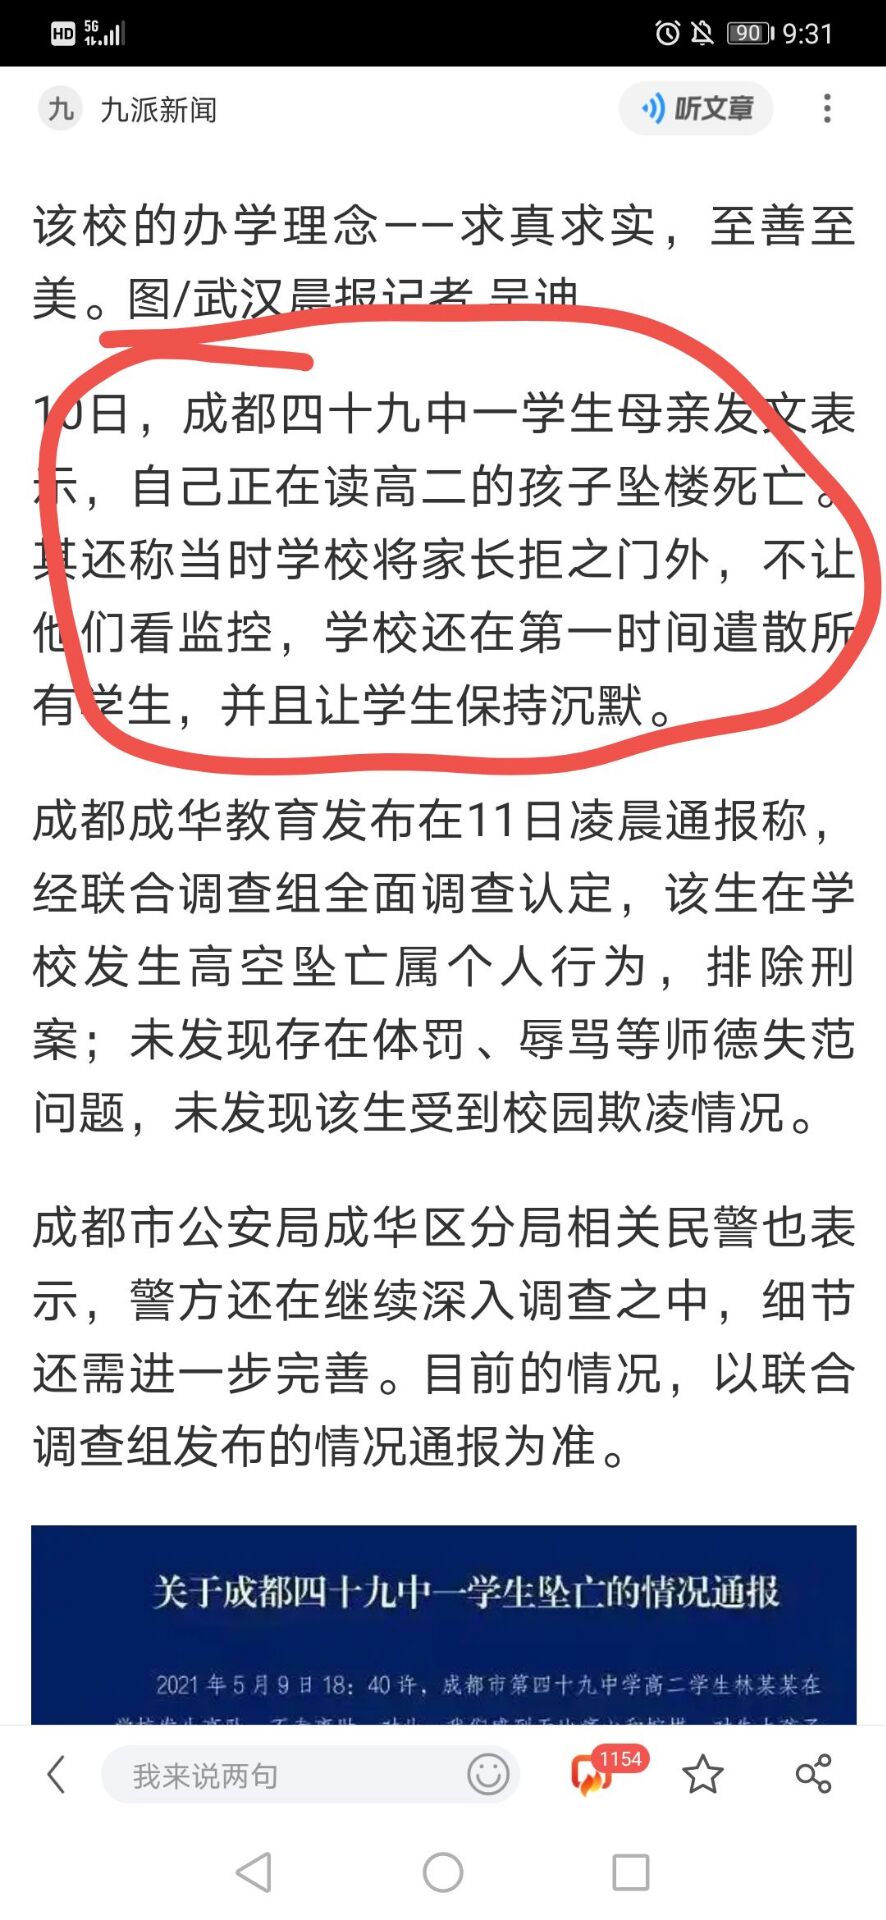 HD 5G 90 9:31
九 九派新闻 听文章
该校的办学理念——求真求实，至善至
美。图/武汉晨报记者 吴迪
10日，成都四十九中一学生母亲发文表
示，自己正在读高二的孩子坠楼死亡。
其还称当时学校将家长拒之门外，不让
他们看监控，学校还在第一时间遣散所
有学生，并且让学生保持沉默。
成都成华教育发布在11日凌晨通报称，
经联合调查组全面调查认定，该生在学
校发生高空坠亡属个人行为，排除刑
案；未发现存在体罚、辱骂等师德失范
问题，未发现该生受到校园欺凌情况。
成都市公安局成华区分局相关民警也表
示，警方还在继续深入调查之中，细节
还需进一步完善。目前的情况，以联合
调查组发布的情况通报为准。
关于成都四十九中一学生坠亡的情况通报
2021年5月9日18：40许，成都市第四十九中学高二学生林某某在
我来说两句 1154